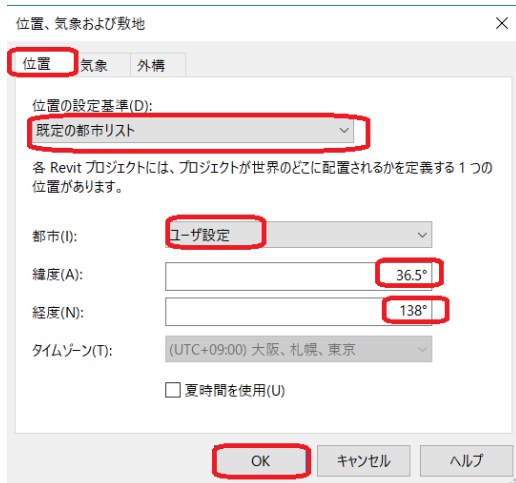 位置、気象および敷地
位置 気象 外構
位置の設定基準(D):
既定の都市リスト
各 Revit プロジェクトには、プロジェクトが世界のどこに配置されるかを定義する 1 つの
位置があります。
都市(I): ユーザ設定
緯度(A): 36.5°
経度(N): 138°
タイムゾーン(T): (UTC+09:00) 大阪、札幌、東京
夏時間を使用(U)
OK キャンセル ヘルプ